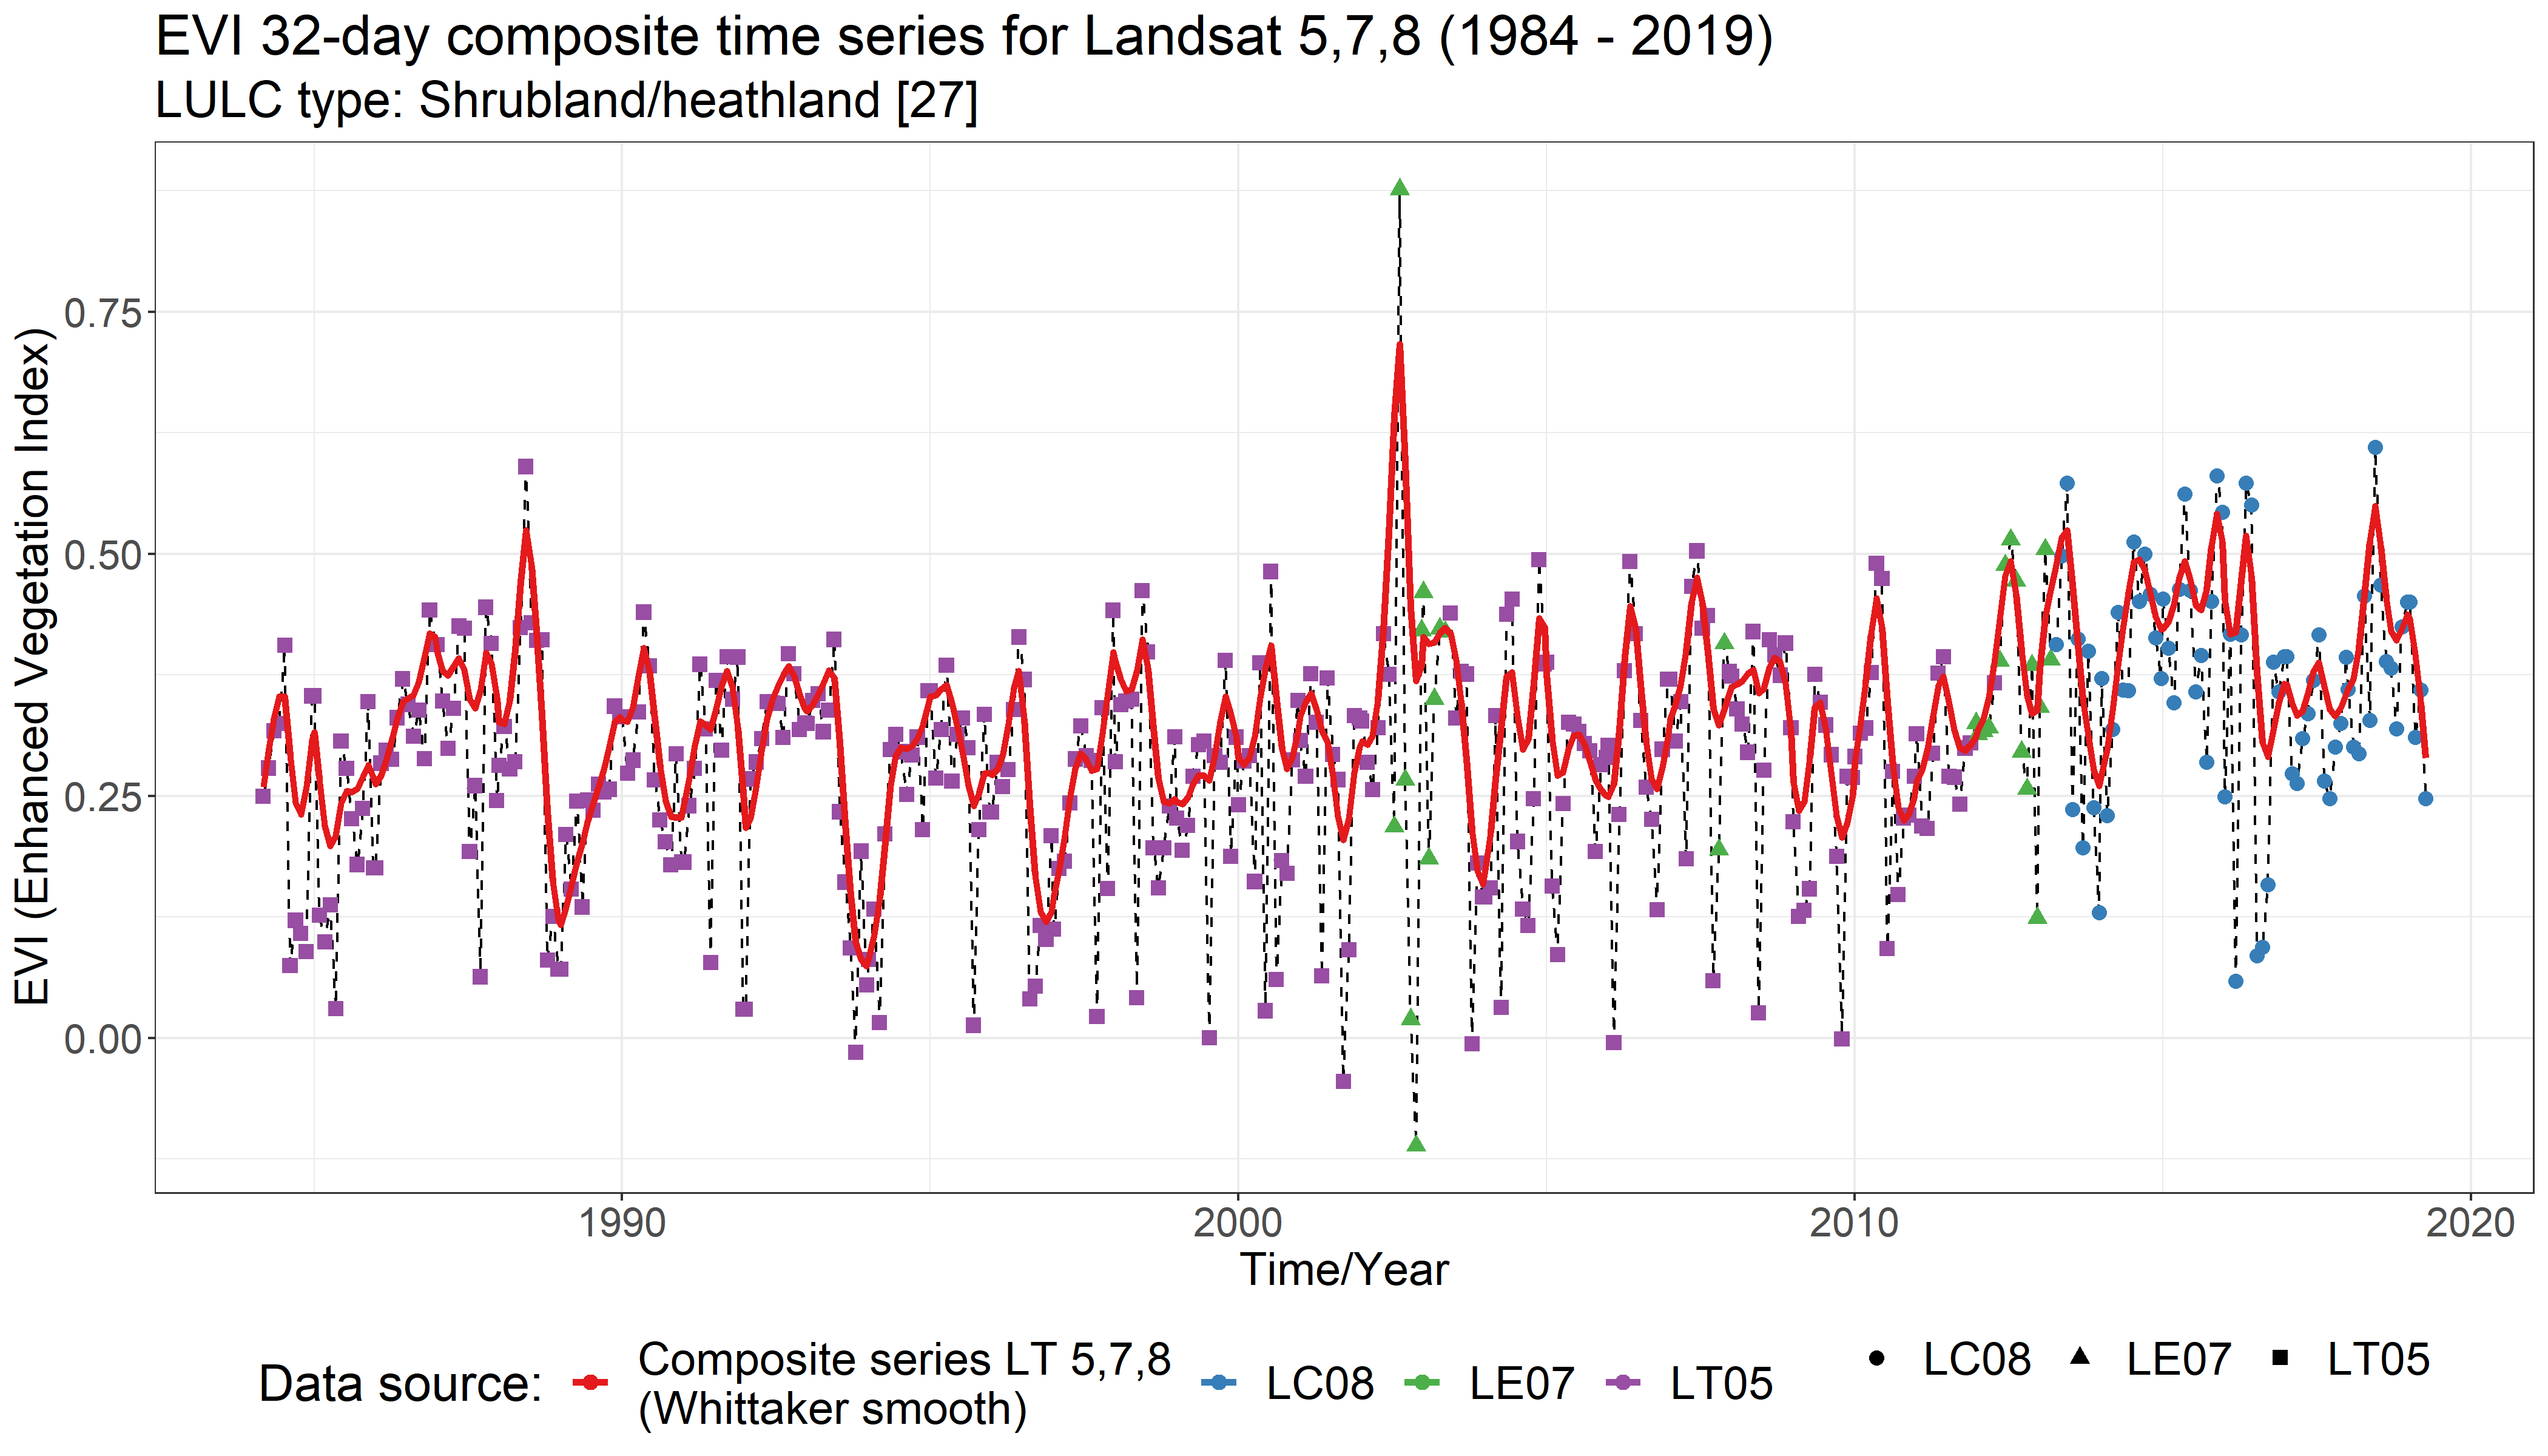 EVI 32-day composite time series for Landsat 5,7,8 (1984 - 2019)
LULC type: Shrubland/heathland [27]
EVI (Enhanced Vegetation Index)
0.75
0.50
0.25
0.00
1990 2000 2010 2020
Time/Year
Data source: Composite series LT 5,7,8 (Whittaker smooth) LC08 LE07 LT05 LC08 LE07 LT05